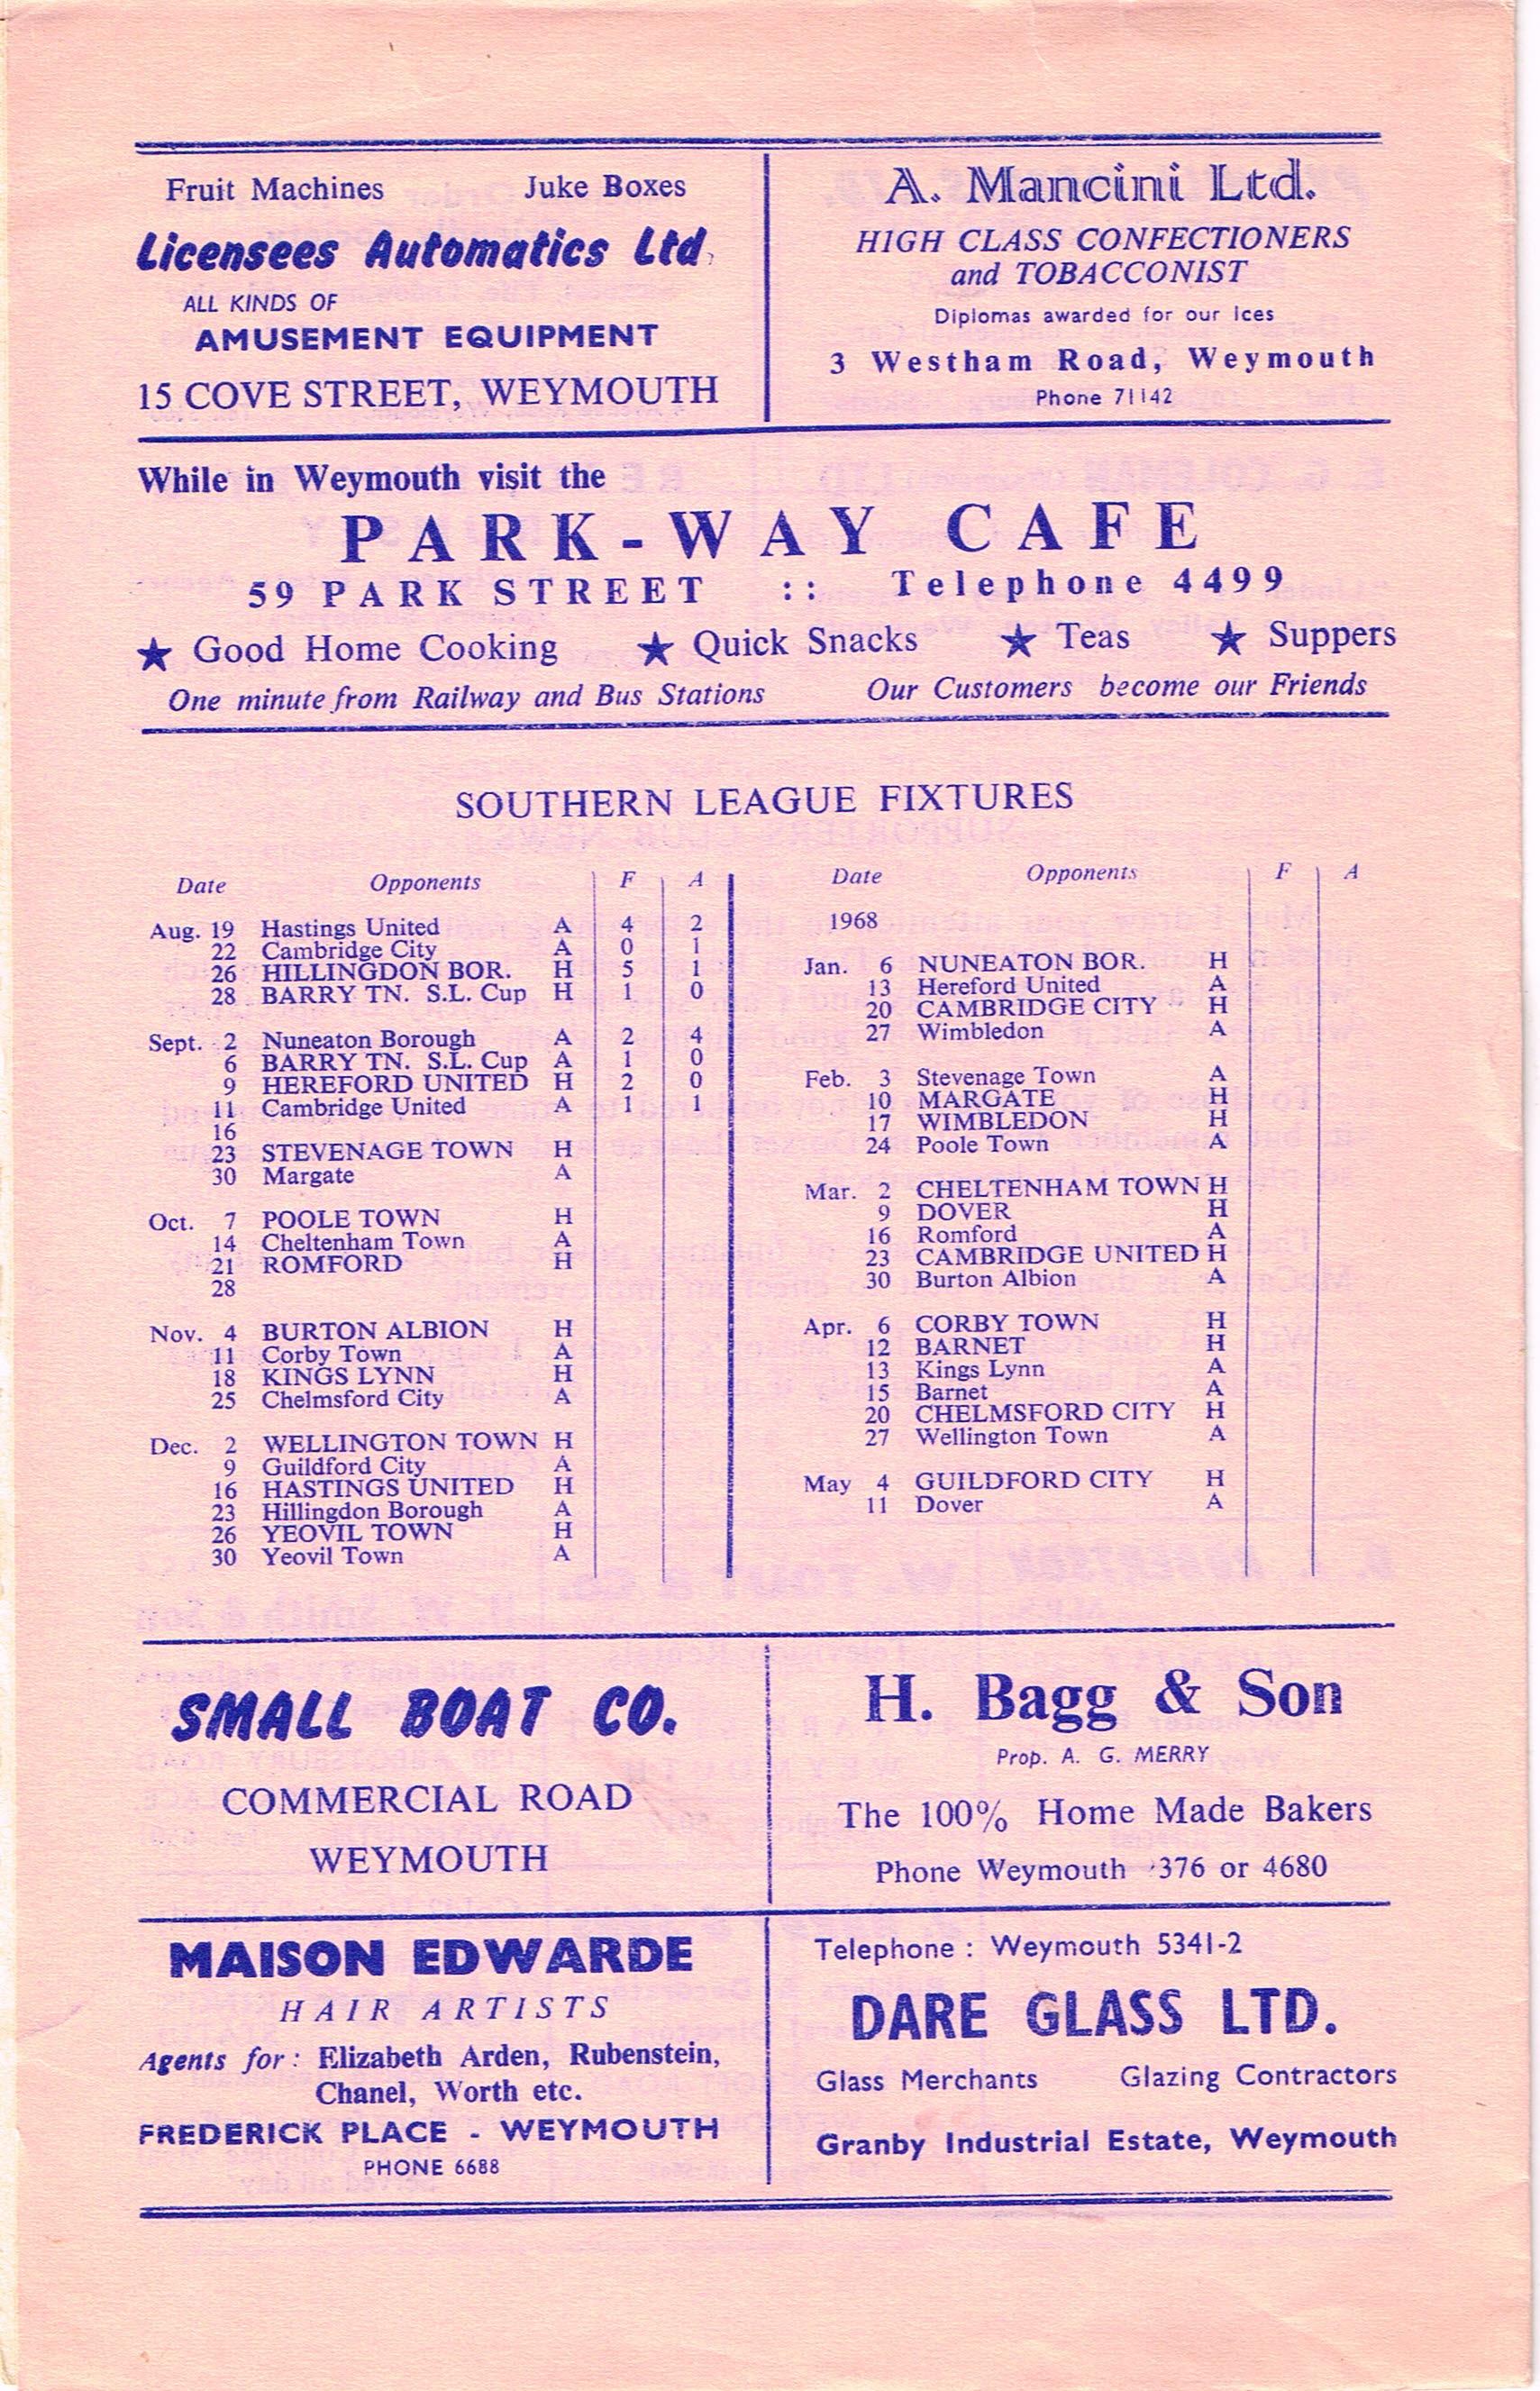 Fruit Machines Juke Boxes
Licensees Automatics Ltd.
ALL KINDS OF
AMUSEMENT EQUIPMENT
15 COVE STREET, WEYMOUTH
A. Mancini Ltd.
HIGH CLASS CONFECTIONERS
and TOBACCONIST
Diplomas awarded for our Ices
3 Westham Road, Weymouth
Phone 71142
While in Weymouth visit the
PARK-WAY CAFE
59 PARK STREET :: Telephone 4499
★ Good Home Cooking ★ Quick Snacks ★ Teas ★ Suppers
One minute from Railway and Bus Stations Our Customers become our Friends
SOUTHERN LEAGUE FIXTURES
Date Opponents F A
Aug. 19 Hastings United A 4 2
22 Cambridge City A 0 1
26 HILLINGDON BOR. H 5 1
28 BARRY TN. S.L. Cup H 1 0
Sept. 2 Nuneaton Borough A 2 4
6 BARRY TN. S.L. Cup A 1 0
9 HEREFORD UNITED H 2 0
11 Cambridge United A 1 1
16
23 STEVENAGE TOWN H
30 Margate A
Oct. 7 POOLE TOWN H
14 Cheltenham Town A
21 ROMFORD H
28
Nov. 4 BURTON ALBION H
11 Corby Town A
18 KINGS LYNN H
25 Chelmsford City A
Dec. 2 WELLINGTON TOWN H
9 Guildford City A
16 HASTINGS UNITED H
23 Hillingdon Borough A
26 YEOVIL TOWN H
30 Yeovil Town A
Date Opponents F A
1968
Jan. 6 NUNEATON BOR. H
13 Hereford United A
20 CAMBRIDGE CITY H
27 Wimbledon A
Feb. 3 Stevenage Town A
10 MARGATE H
17 WIMBLEDON H
24 Poole Town A
Mar. 2 CHELTENHAM TOWN H
9 DOVER H
16 Romford A
23 CAMBRIDGE UNITED H
30 Burton Albion A
Apr. 6 CORBY TOWN H
12 BARNET H
13 Kings Lynn A
15 Barnet A
20 CHELMSFORD CITY H
27 Wellington Town A
May 4 GUILDFORD CITY H
11 Dover A
SMALL BOAT CO.
COMMERCIAL ROAD
WEYMOUTH
H. Bagg & Son
Prop. A. G. MERRY
The 100% Home Made Bakers
Phone Weymouth 376 or 4680
MAISON EDWARDE
HAIR ARTISTS
Agents for: Elizabeth Arden, Rubenstein,
Chanel, Worth etc.
FREDERICK PLACE - WEYMOUTH
PHONE 6688
Telephone : Weymouth 5341-2
DARE GLASS LTD.
Glass Merchants Glazing Contractors
Granby Industrial Estate, Weymouth